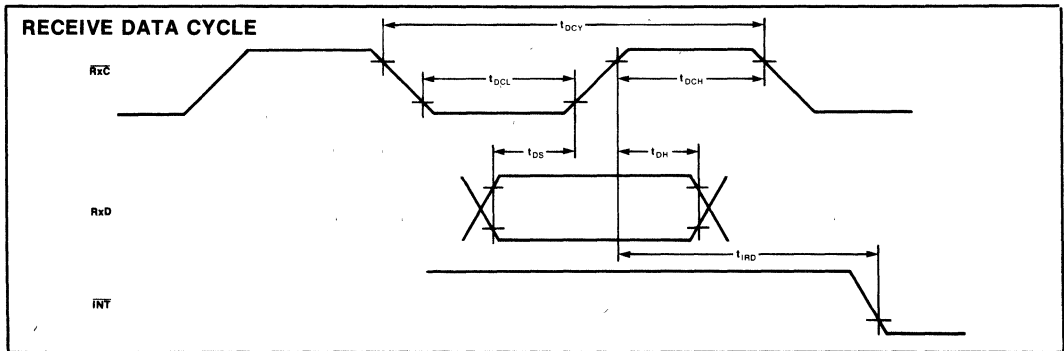 RECEIVE DATA CYCLE
tDCY
RxC
tDCL
tDCH
tDS
tDH
RxD
tIRD
INT